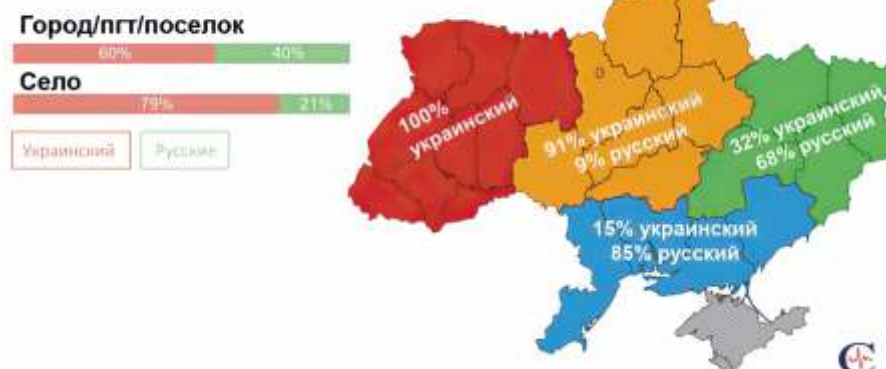 Город/пгт/поселок
60% 40%
Село
79% 21%
Украинский Русские
100%
украинский
91% украинский
9% русский
32% украинский
68% русский
15% украинский
85% русский